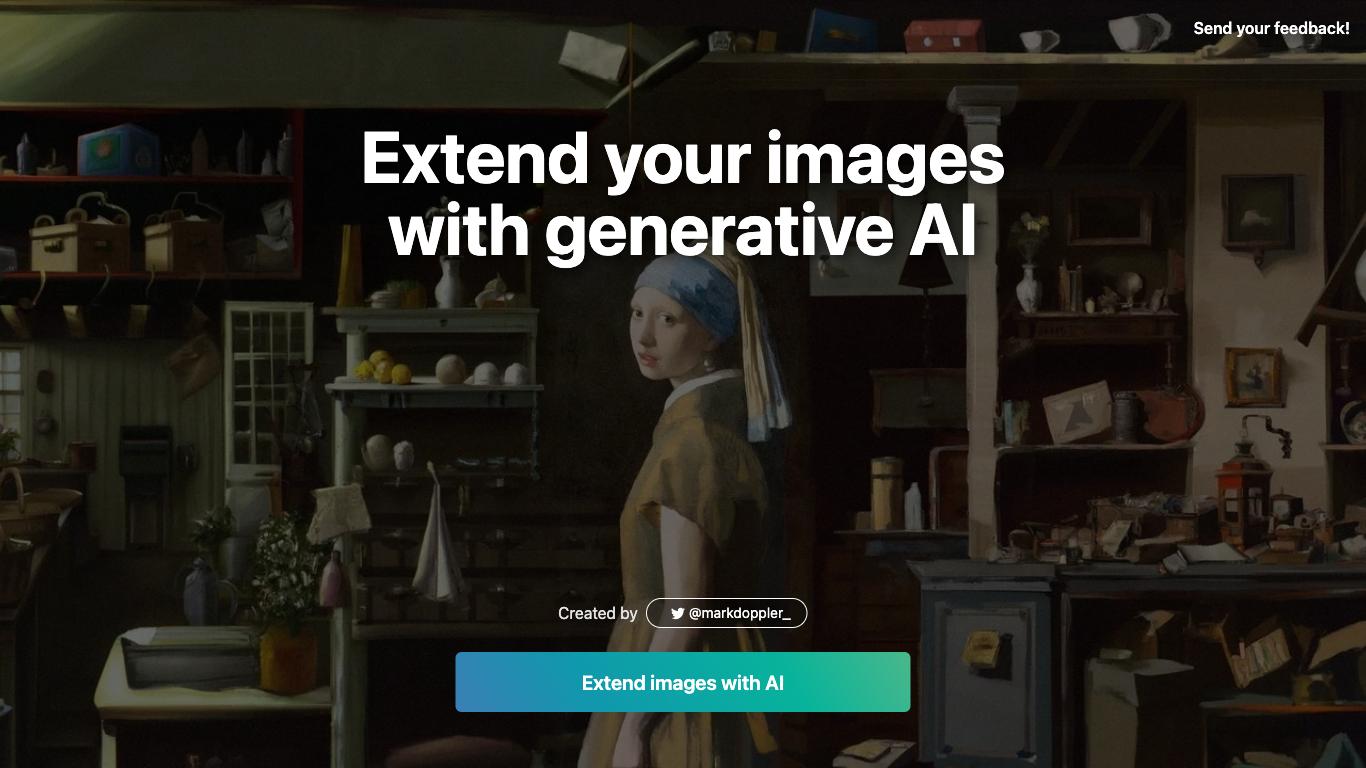 Send your feedback!
Extend your images
with generative AI
Created by @markdoppler_
Extend images with AI